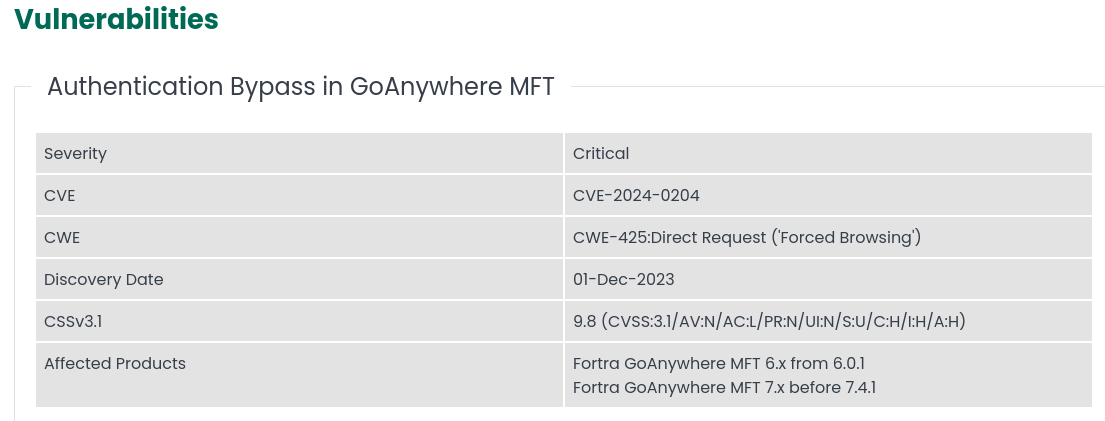 Vulnerabilities
Authentication Bypass in GoAnywhere MFT
Severity Critical
CVE CVE-2024-0204
CWE CWE-425:Direct Request ('Forced Browsing')
Discovery Date 01-Dec-2023
CSSv3.1 9.8 (CVSS:3.1/AV:N/AC:L/PR:N/UI:N/S:U/C:H/I:H/A:H)
Affected Products Fortra GoAnywhere MFT 6.x from 6.0.1
Fortra GoAnywhere MFT 7.x before 7.4.1